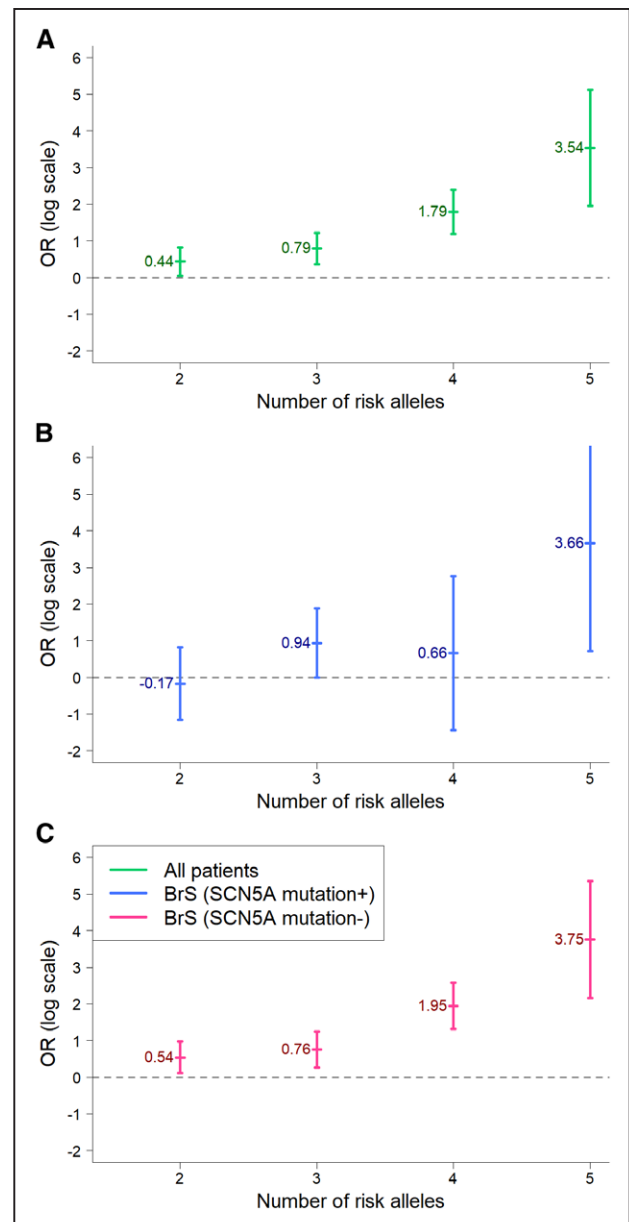 A
OR (log scale)
6
5
4
3
2
1
0
-1
-2
0.44
0.79
1.79
3.54
2 3 4 5
Number of risk alleles
B
OR (log scale)
6
5
4
3
2
1
0
-1
-2
-0.17
0.94
0.66
3.66
2 3 4 5
Number of risk alleles
C
OR (log scale)
6
5
4
3
2
1
0
-1
-2
All patients
BrS (SCN5A mutation+)
BrS (SCN5A mutation-)
0.54
0.76
1.95
3.75
2 3 4 5
Number of risk alleles